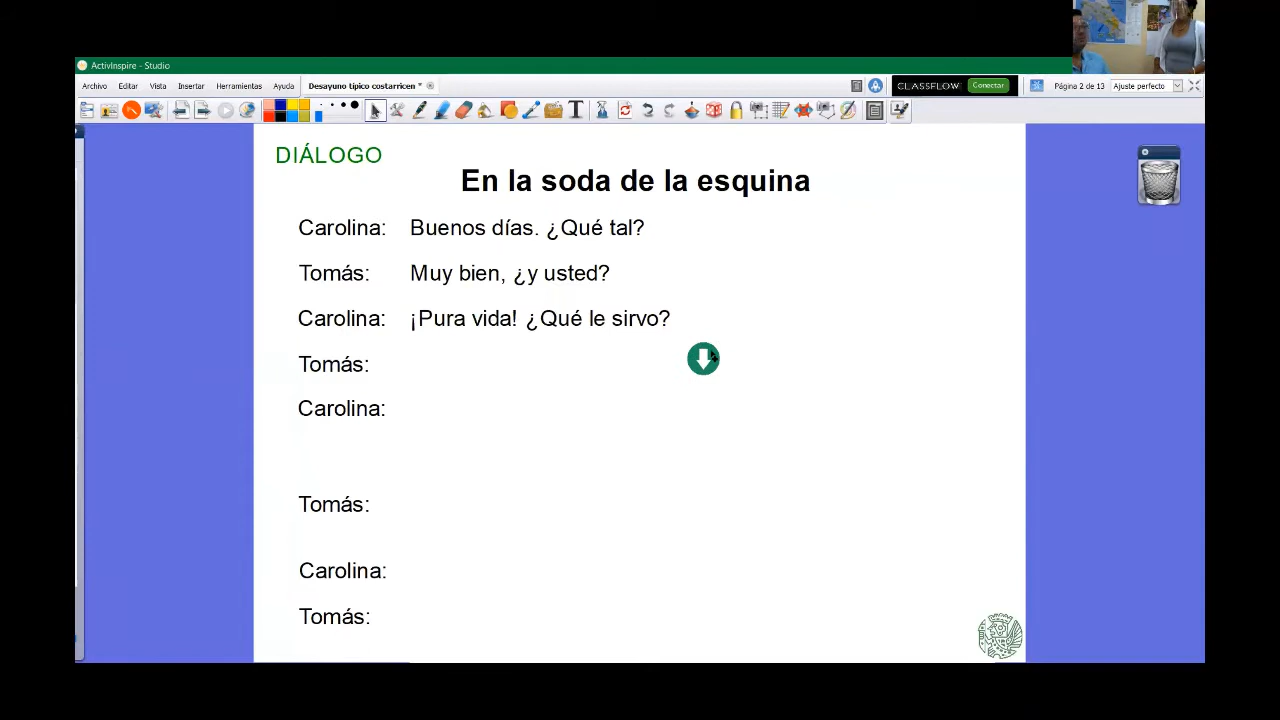 ActivInspire - Studio
Archivo Editar Vista Insertar Herramientas Ayuda Desayuno típico costarricen * CLASSFLOW Conectar Página 2 de 13 Ajuste perfecto
DIÁLOGO
En la soda de la esquina
Carolina: Buenos días. ¿Qué tal?
Tomás: Muy bien, ¿y usted?
Carolina: ¡Pura vida! ¿Qué le sirvo?
Tomás:
Carolina:
Tomás:
Carolina:
Tomás: